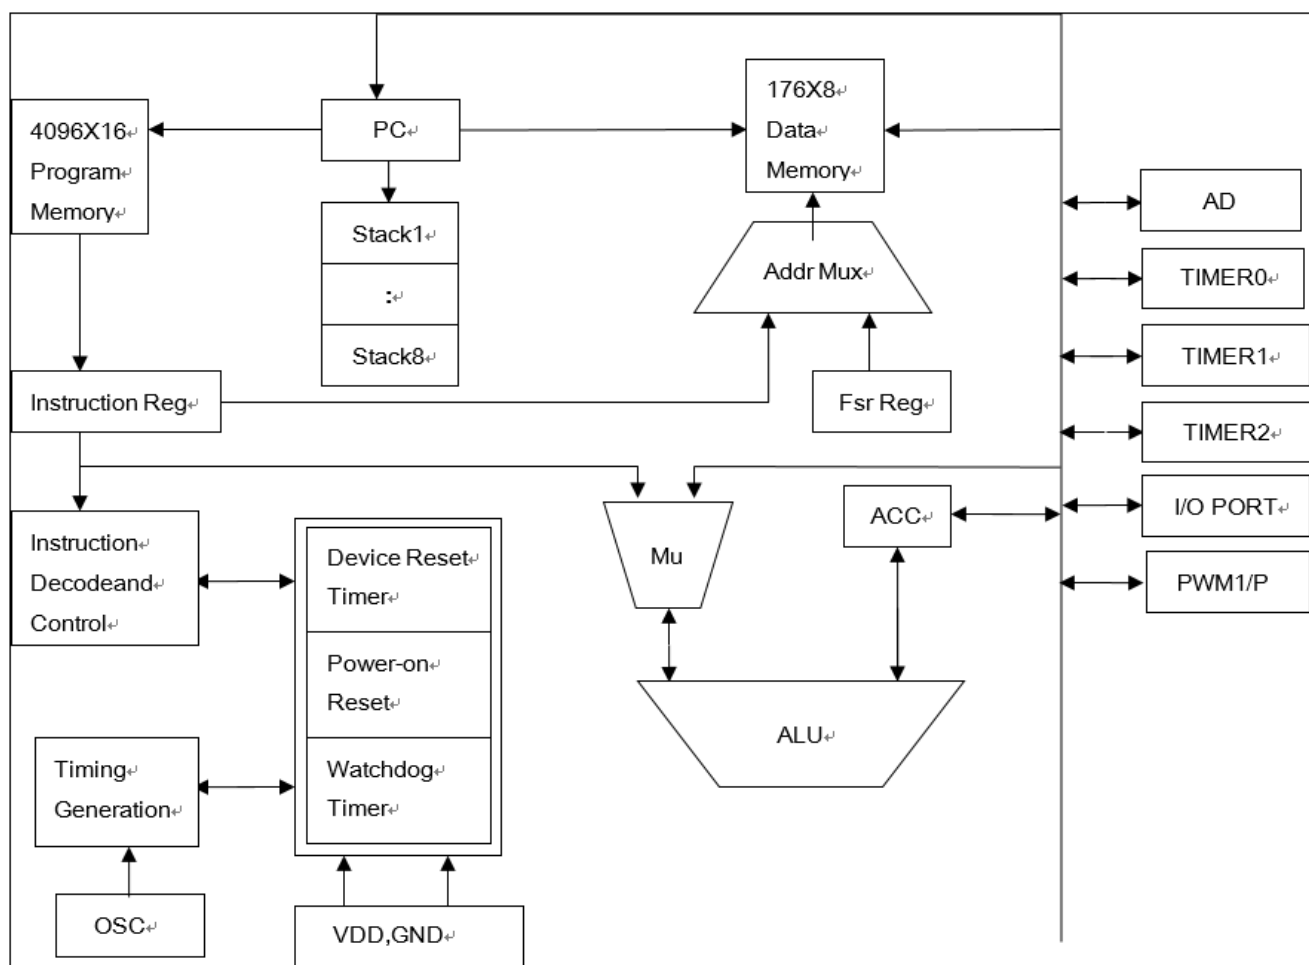 4096X16
Program
Memory
PC
Stack1
:
Stack8
176X8
Data
Memory
Addr Mux
Instruction Reg
Fsr Reg
AD
TIMER0
TIMER1
TIMER2
I/O PORT
PWM1/P
Instruction
Decodeand
Control
Device Reset
Timer
Power-on
Reset
Watchdog
Timer
Mu
ACC
ALU
Timing
Generation
OSC
VDD,GND